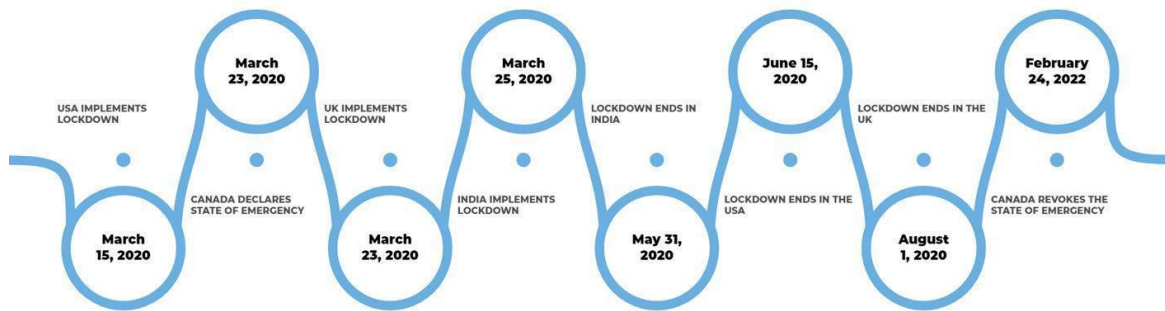 USA IMPLEMENTS
LOCKDOWN
March
15, 2020
March
23, 2020
CANADA DECLARES
STATE OF EMERGENCY
UK IMPLEMENTS
LOCKDOWN
March
23, 2020
March
25, 2020
INDIA IMPLEMENTS
LOCKDOWN
LOCKDOWN ENDS IN
INDIA
May 31,
2020
June 15,
2020
LOCKDOWN ENDS IN THE
USA
LOCKDOWN ENDS IN THE
UK
August
1, 2020
February
24, 2022
CANADA REVOKES THE
STATE OF EMERGENCY